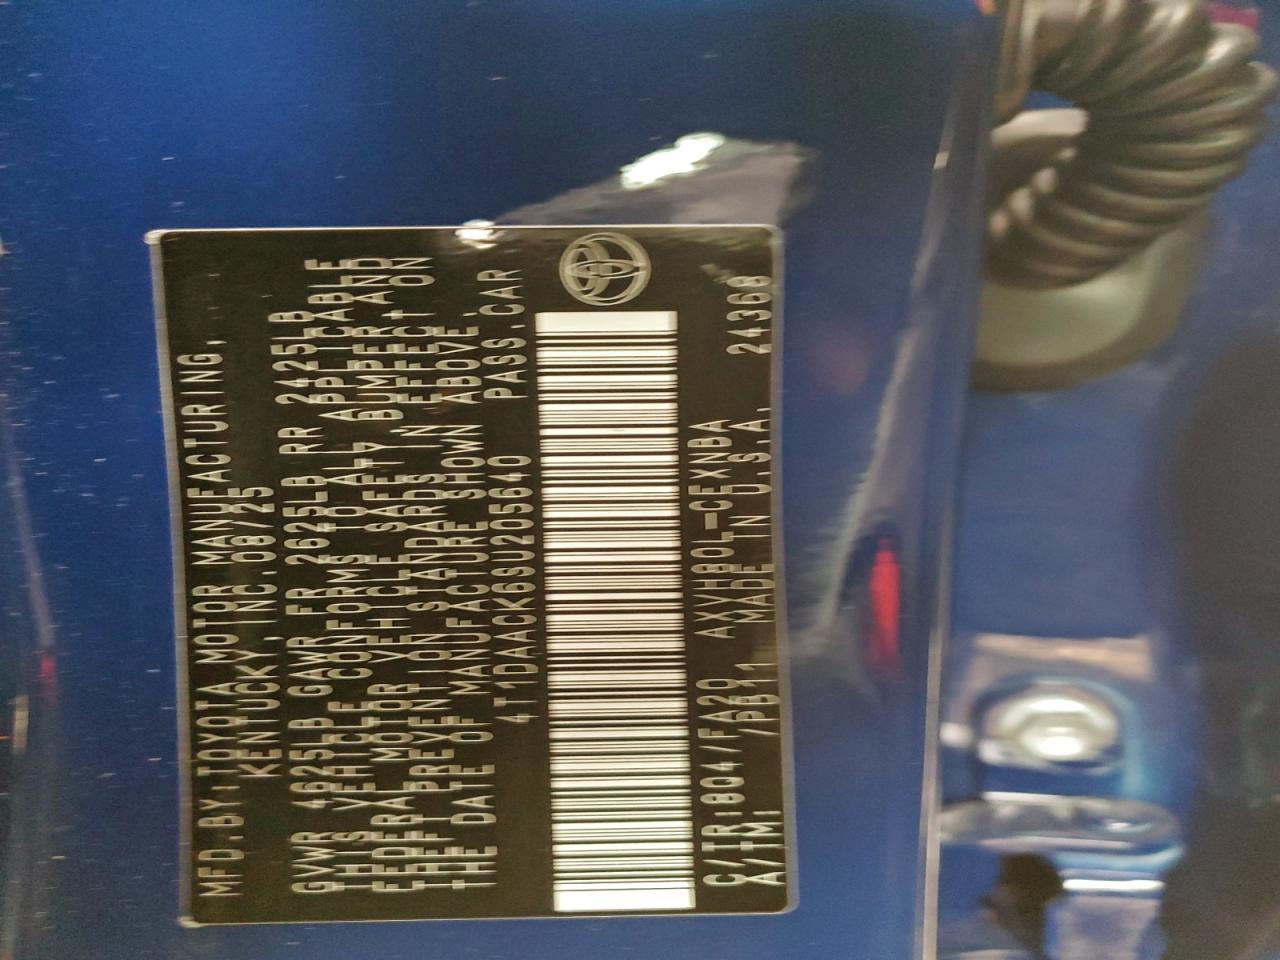 MFD.BY:TOYOTA MOTOR MANUFACTURING,
KENTUCKY, INC. 08/25
GVWR 4625LB GAWR FR 2625LB RR 2425LB
THIS VEHICLE CONFORMS TO ALL APPLICABLE
FEDERAL MOTOR VEHICLE SAFETY, BUMPER, AND
THEFT PREVENTION STANDARDS IN EFFECT ON
THE DATE OF MANUFACTURE SHOWN ABOVE.
4T1DACK6SU205640 PASS.CAR
C/TR:8Q4/FA20 AXVH80L-CEXNBA
A/TM: /PB11 MADE IN U.S.A. 24368